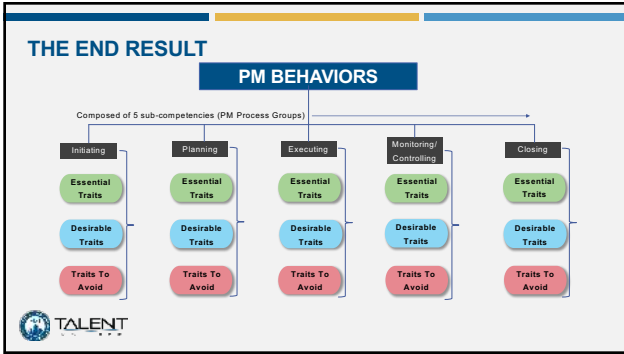 THE END RESULT
PM BEHAVIORS
Composed of 5 sub-competencies (PM Process Groups)
Initiating
Planning
Executing
Monitoring/
Controlling
Closing
Essential
Traits
Essential
Traits
Essential
Traits
Essential
Traits
Essential
Traits
Desirable
Traits
Desirable
Traits
Desirable
Traits
Desirable
Traits
Desirable
Traits
Traits To
Avoid
Traits To
Avoid
Traits To
Avoid
Traits To
Avoid
Traits To
Avoid
TALENT